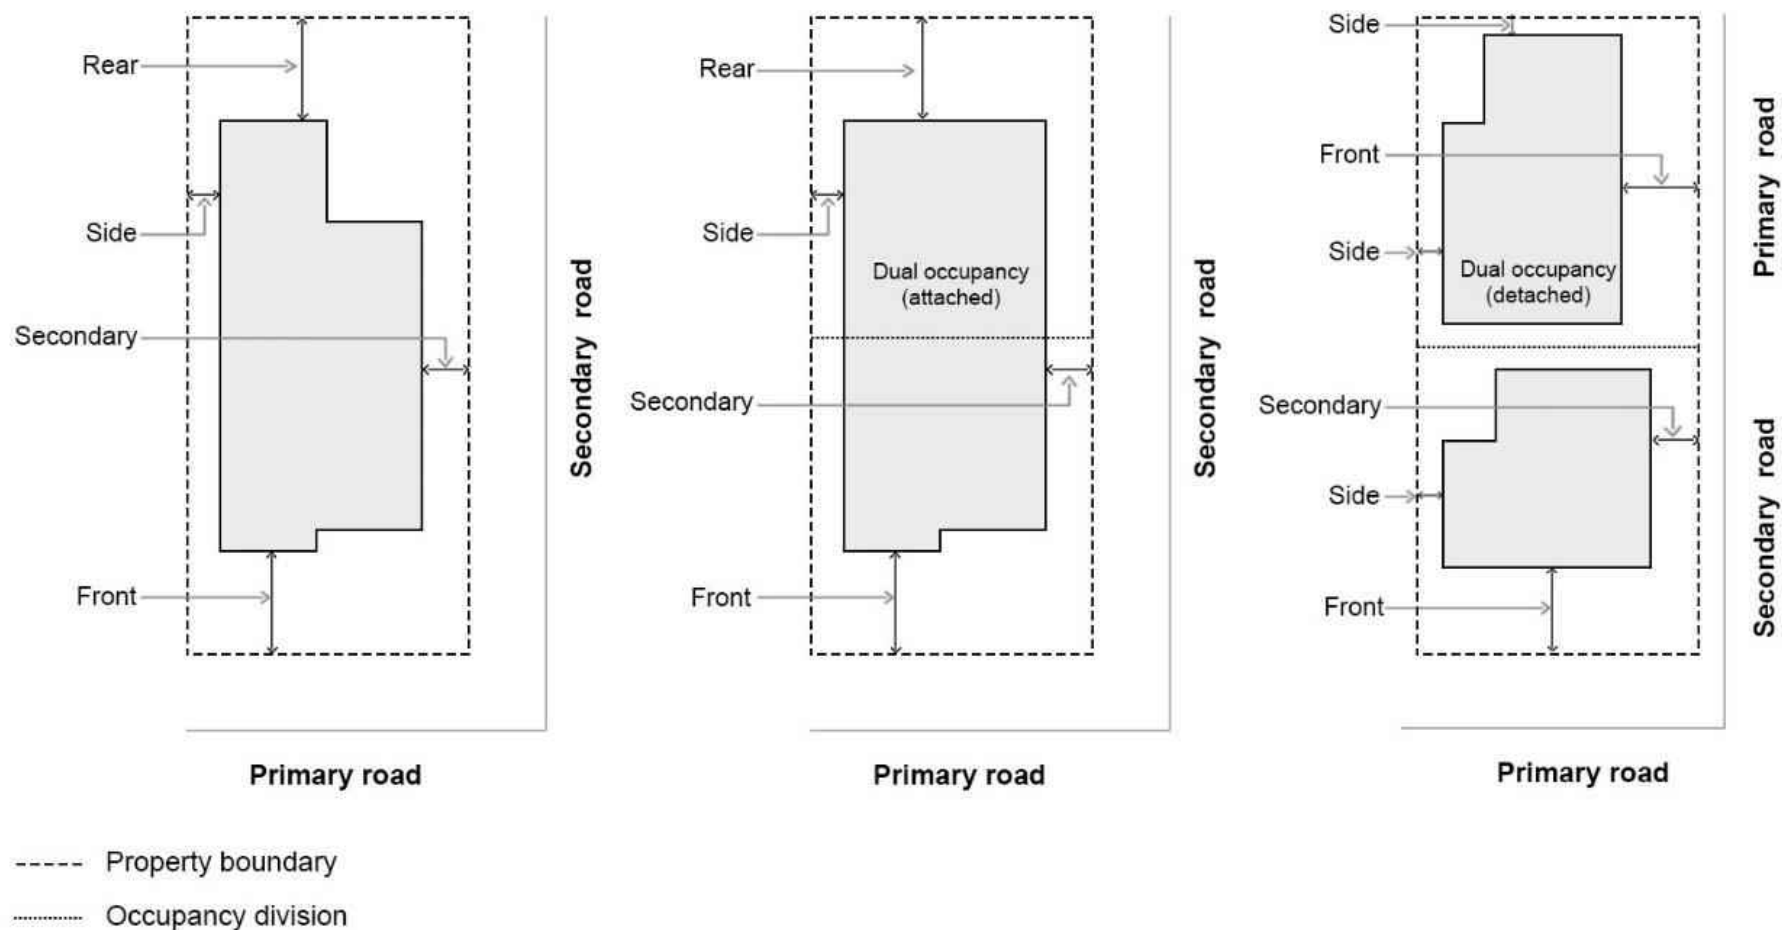 Rear
Side
Secondary
Front
Secondary road
Primary road
Rear
Side
Dual occupancy
(attached)
Secondary
Front
Secondary road
Primary road
Side
Front
Side
Dual occupancy
(detached)
Secondary
Side
Front
Primary road
Secondary road
Primary road
Property boundary
Occupancy division